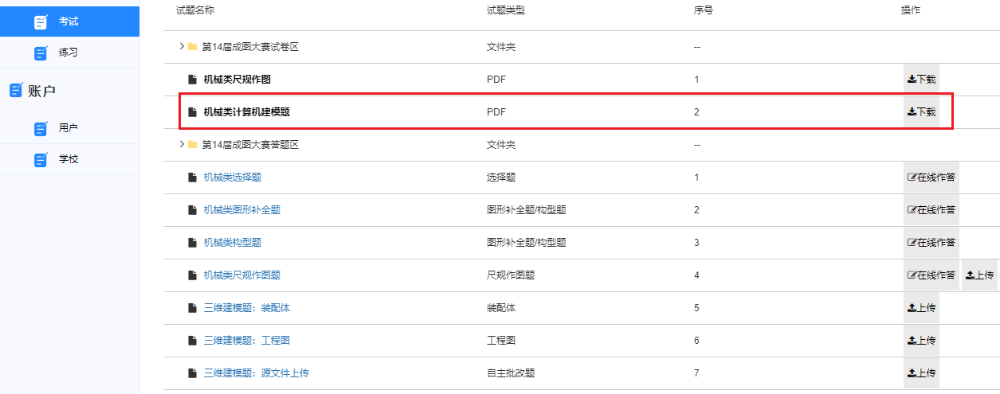 试题名称 试题类型 序号 操作
考试
练习
账户
用户
学校
第14届成图大赛试卷区 文件夹 --
机械类尺规作图 PDF 1 下载
机械类计算机建模题 PDF 2 下载
第14届成图大赛答题区 文件夹 --
机械类选择题 选择题 1 在线作答
机械类图形补全题 图形补全题/构型题 2 在线作答
机械类构型题 图形补全题/构型题 3 在线作答
机械类尺规作图题 尺规作图题 4 在线作答 上传
三维建模题：装配体 装配体 5 上传
三维建模题：工程图 工程图 6 上传
三维建模题：源文件上传 自主批改题 7 上传